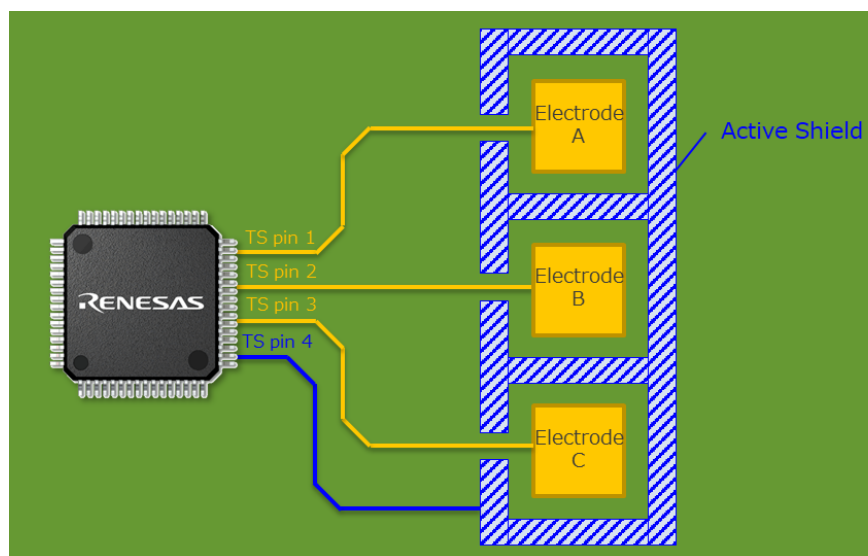 Electrode
A
Active Shield
TS pin 1
TS pin 2
Electrode
B
RENESAS
TS pin 3
TS pin 4
Electrode
C